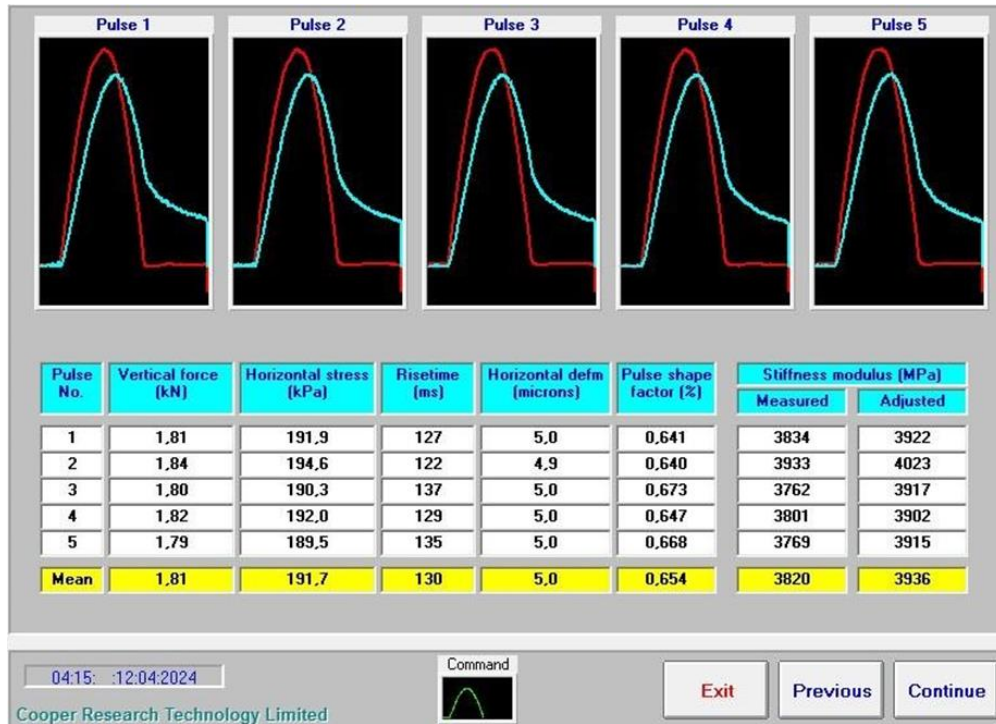 Pulse 1 Pulse 2 Pulse 3 Pulse 4 Pulse 5
Pulse No. Vertical force (kN) Horizontal stress (kPa) Risetime (ms) Horizontal defm (microns) Pulse shape factor (%) Stiffness modulus (MPa)
Measured Adjusted
1 1,81 191,9 127 5,0 0,641 3834 3922
2 1,84 194,6 122 4,9 0,640 3933 4023
3 1,80 190,3 137 5,0 0,673 3762 3917
4 1,82 192,0 129 5,0 0,647 3801 3902
5 1,79 189,5 135 5,0 0,668 3769 3915
Mean 1,81 191,7 130 5,0 0,654 3820 3936
04:15: :12:04:2024
Command
Exit Previous Continue
Cooper Research Technology Limited